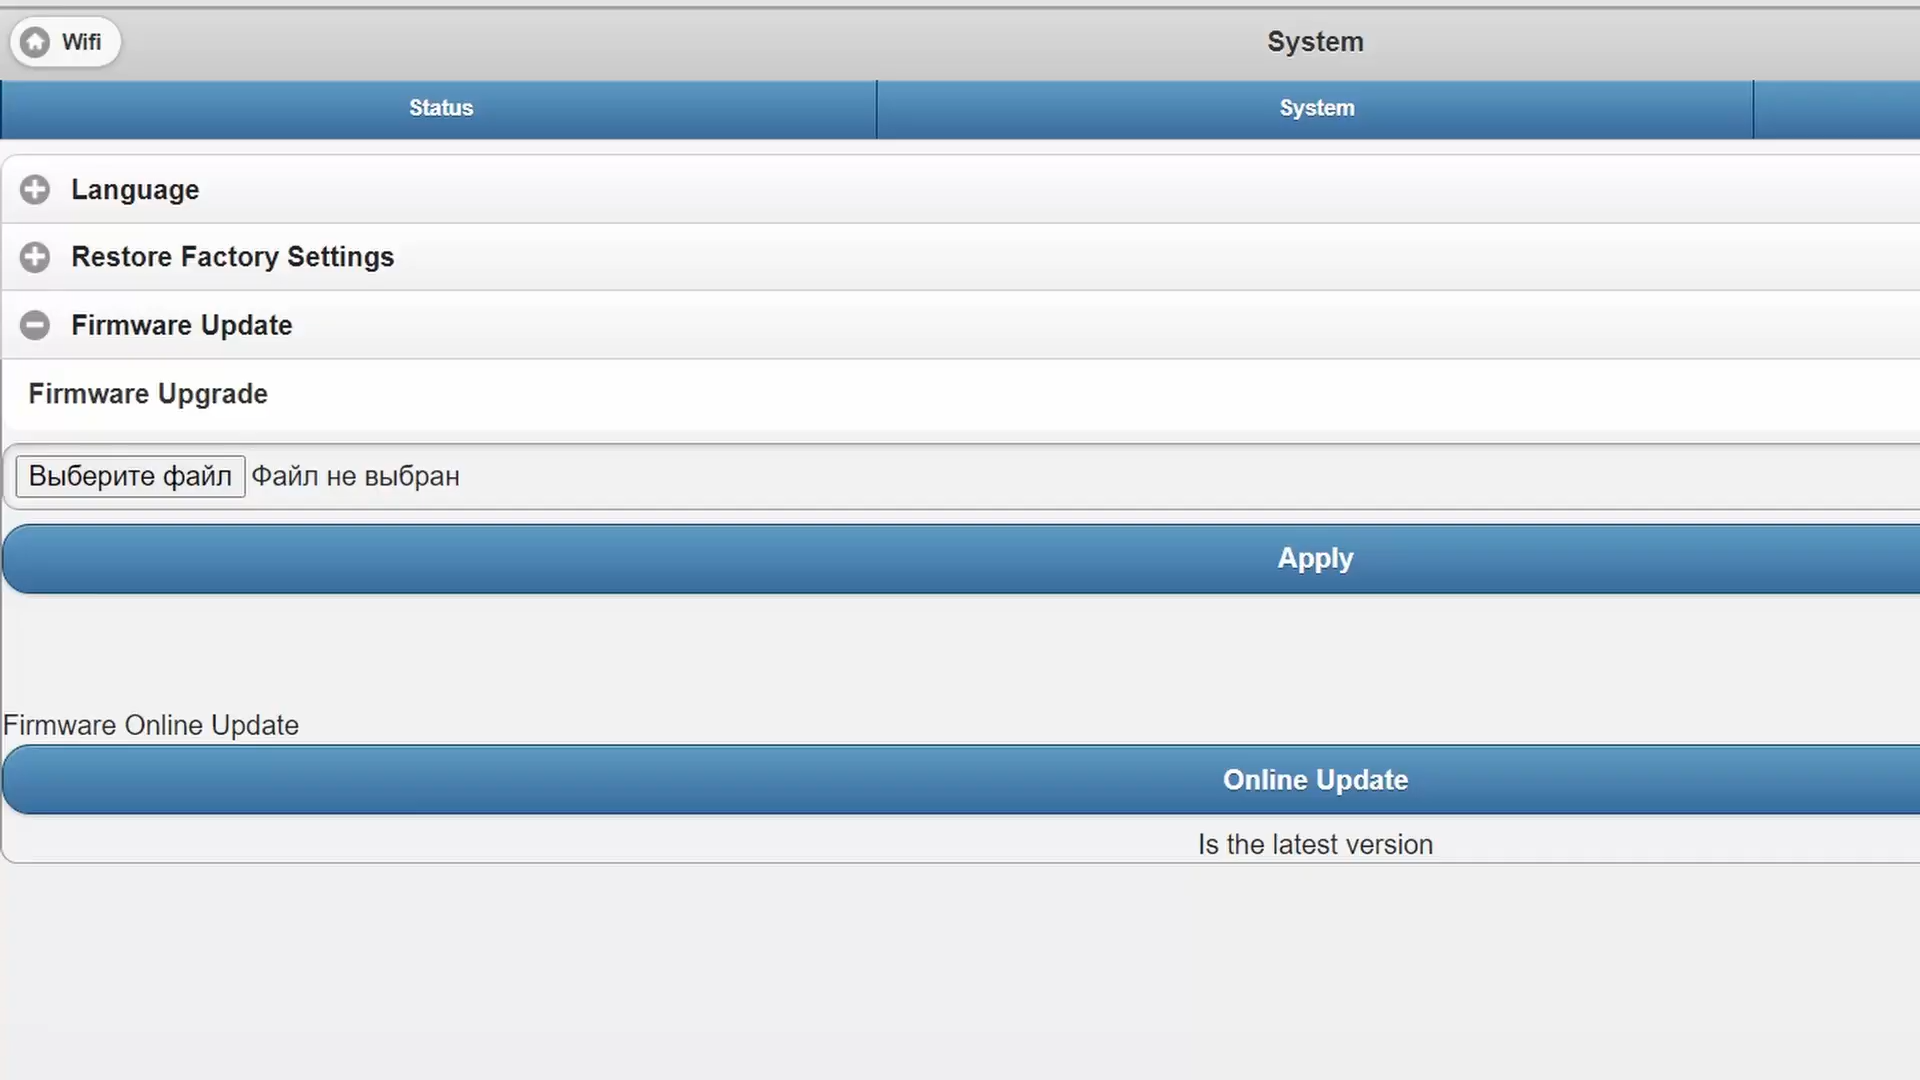 Wifi
System
Status
System
Language
Restore Factory Settings
Firmware Update
Firmware Upgrade
Выберите файл Файл не выбран
Apply
Firmware Online Update
Online Update
Is the latest version